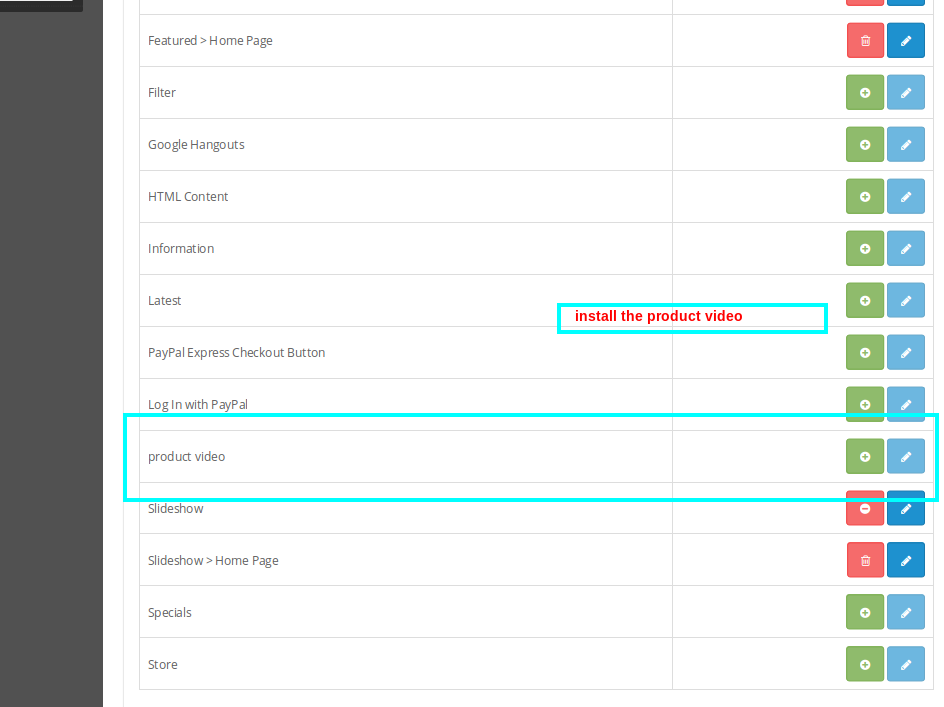 Featured > Home Page
Filter
Google Hangouts
HTML Content
Information
Latest
install the product video
PayPal Express Checkout Button
Log In with PayPal
product video
Slideshow
Slideshow > Home Page
Specials
Store